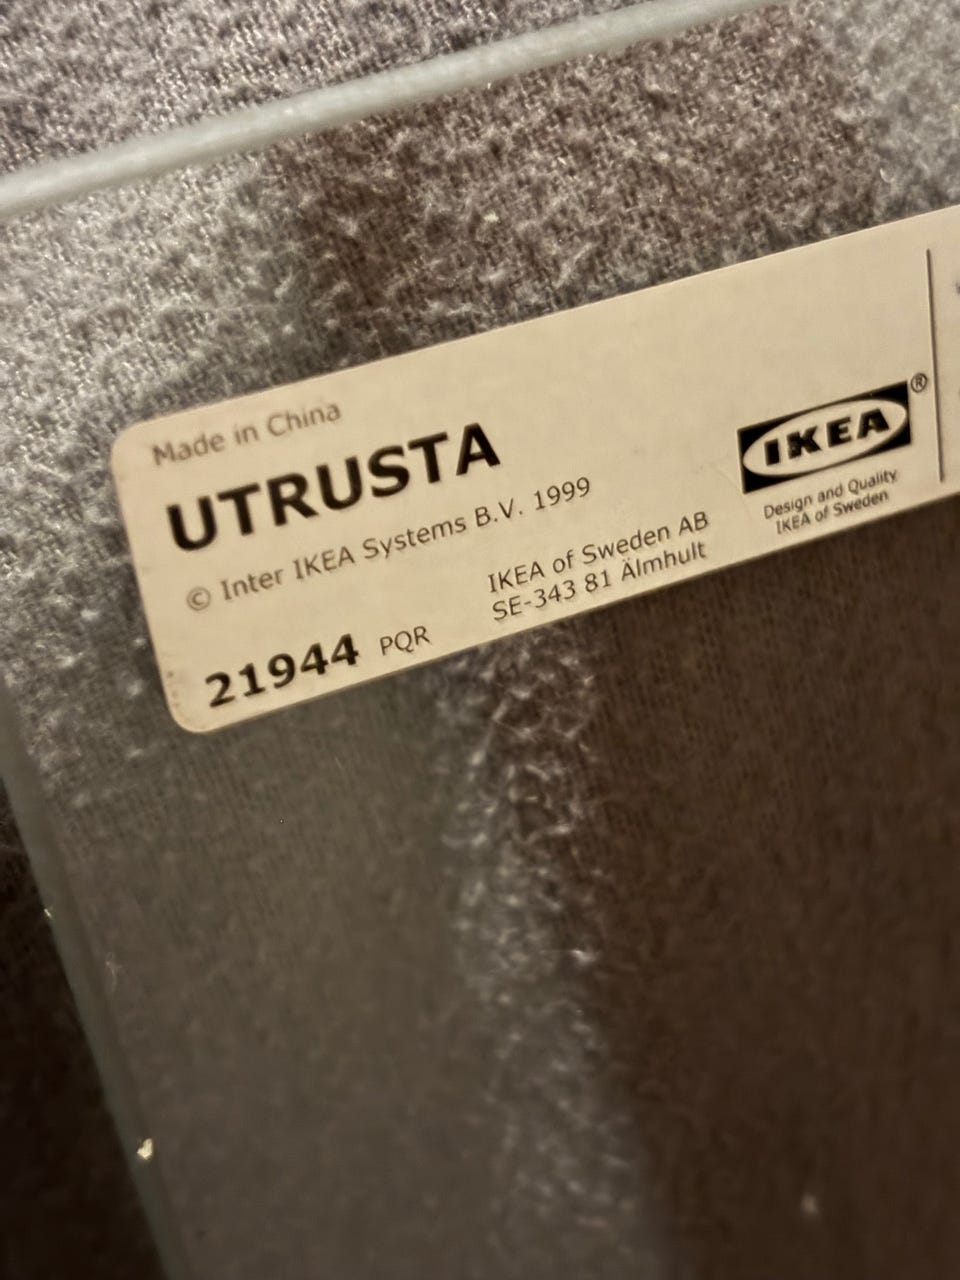 Made in China
UTRUSTA
© Inter IKEA Systems B.V. 1999
21944 PQR
IKEA of Sweden AB
SE-343 81 Älmhult
IKEA®
Design and Quality
IKEA of Sweden